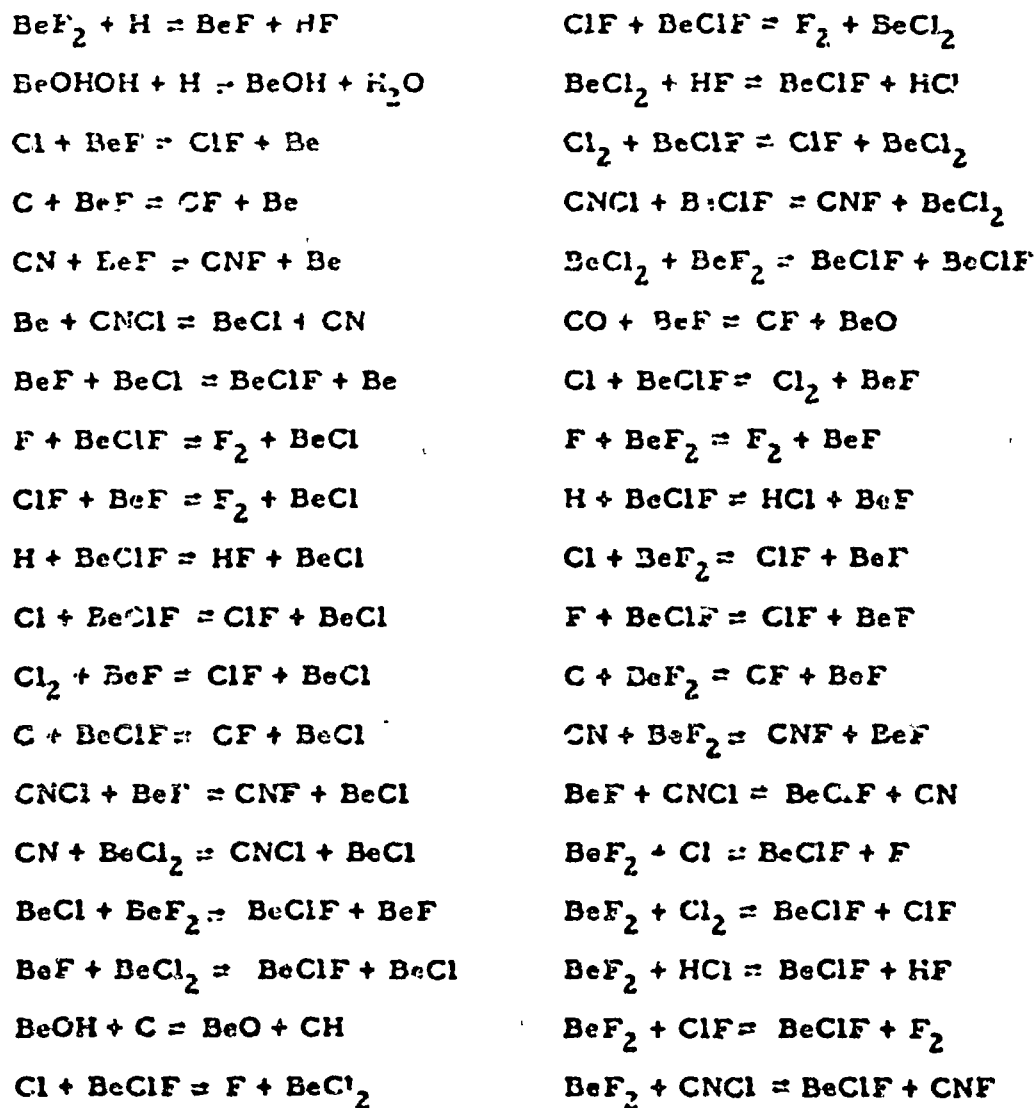 BeF₂ + H ⇌ BeF + HF
BeOHOH + H ⇌ BeOH + H₂O
Cl + BeF ⇌ ClF + Be
C + BeF ⇌ CF + Be
CN + BeF ⇌ CNF + Be
Be + CNCl ⇌ BeCl + CN
BeF + BeCl ⇌ BeClF + Be
F + BeClF ⇌ F₂ + BeCl
ClF + BeF ⇌ F₂ + BeCl
H + BeClF ⇌ HF + BeCl
Cl + BeClF ⇌ ClF + BeCl
Cl₂ + BeF ⇌ ClF + BeCl
C + BeClF ⇌ CF + BeCl
CNCl + BeF ⇌ CNF + BeCl
CN + BeCl₂ ⇌ CNCl + BeCl
BeCl + BeF₂ ⇌ BeClF + BeF
BeF + BeCl₂ ⇌ BeClF + BeCl
BeOH + C ⇌ BeO + CH
Cl + BeClF ⇌ F + BeCl₂
ClF + BeClF ⇌ F₂ + BeCl₂
BeCl₂ + HF ⇌ BeClF + HCl
Cl₂ + BeClF ⇌ ClF + BeCl₂
CNCl + BeClF ⇌ CNF + BeCl₂
BeCl₂ + BeF₂ ⇌ BeClF + BeClF
CO + BeF ⇌ CF + BeO
Cl + BeClF ⇌ Cl₂ + BeF
F + BeF₂ ⇌ F₂ + BeF
H + BeClF ⇌ HCl + BeF
Cl + BeF₂ ⇌ ClF + BeF
F + BeClF ⇌ ClF + BeF
C + BeF₂ ⇌ CF + BeF
CN + BeF₂ ⇌ CNF + BeF
BeF + CNCl ⇌ BeClF + CN
BeF₂ + Cl ⇌ BeClF + F
BeF₂ + Cl₂ ⇌ BeClF + ClF
BeF₂ + HCl ⇌ BeClF + HF
BeF₂ + ClF ⇌ BeClF + F₂
BeF₂ + CNCl ⇌ BeClF + CNF